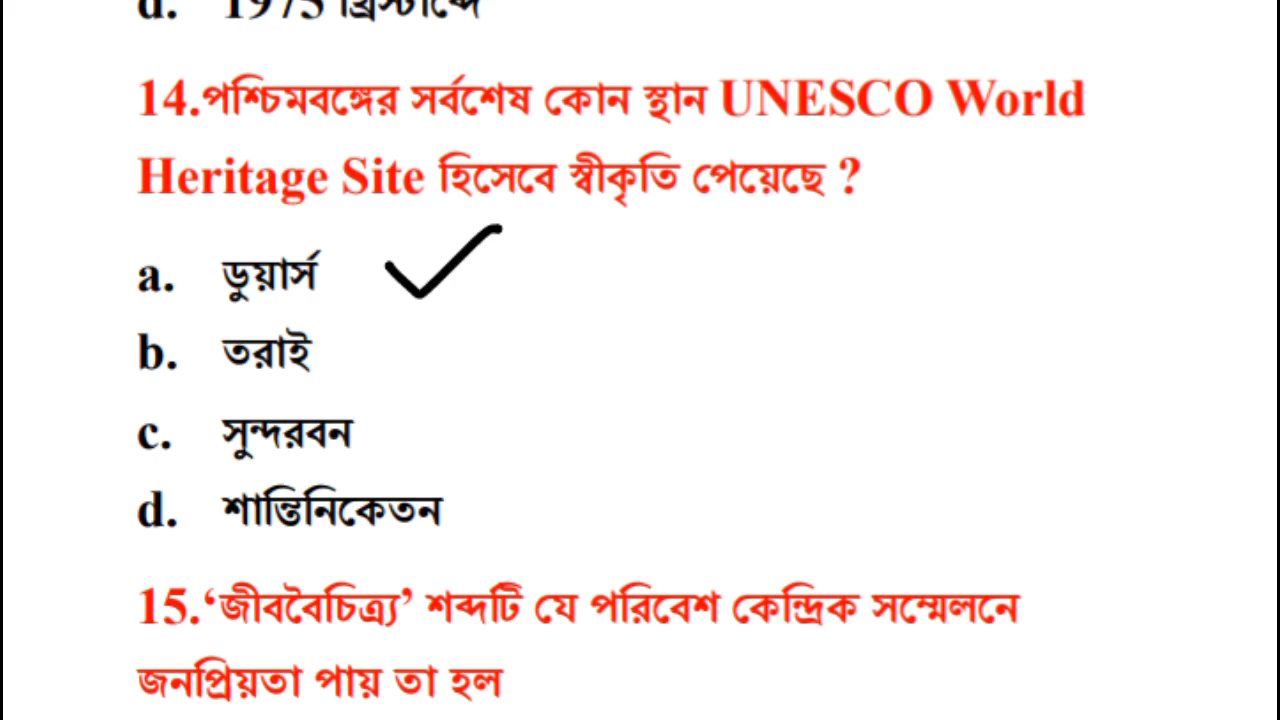 d. 1975 খ্রিস্টাব্দে
14.পশ্চিমবঙ্গের সর্বশেষ কোন স্থান UNESCO World
Heritage Site হিসেবে স্বীকৃতি পেয়েছে ?
a. ডুয়ার্স
b. তরাই
c. সুন্দরবন
d. শান্তিনিকেতন
15.‘জীববৈচিত্র্য’ শব্দটি যে পরিবেশ কেন্দ্রিক সম্মেলনে
জনপ্রিয়তা পায় তা হল